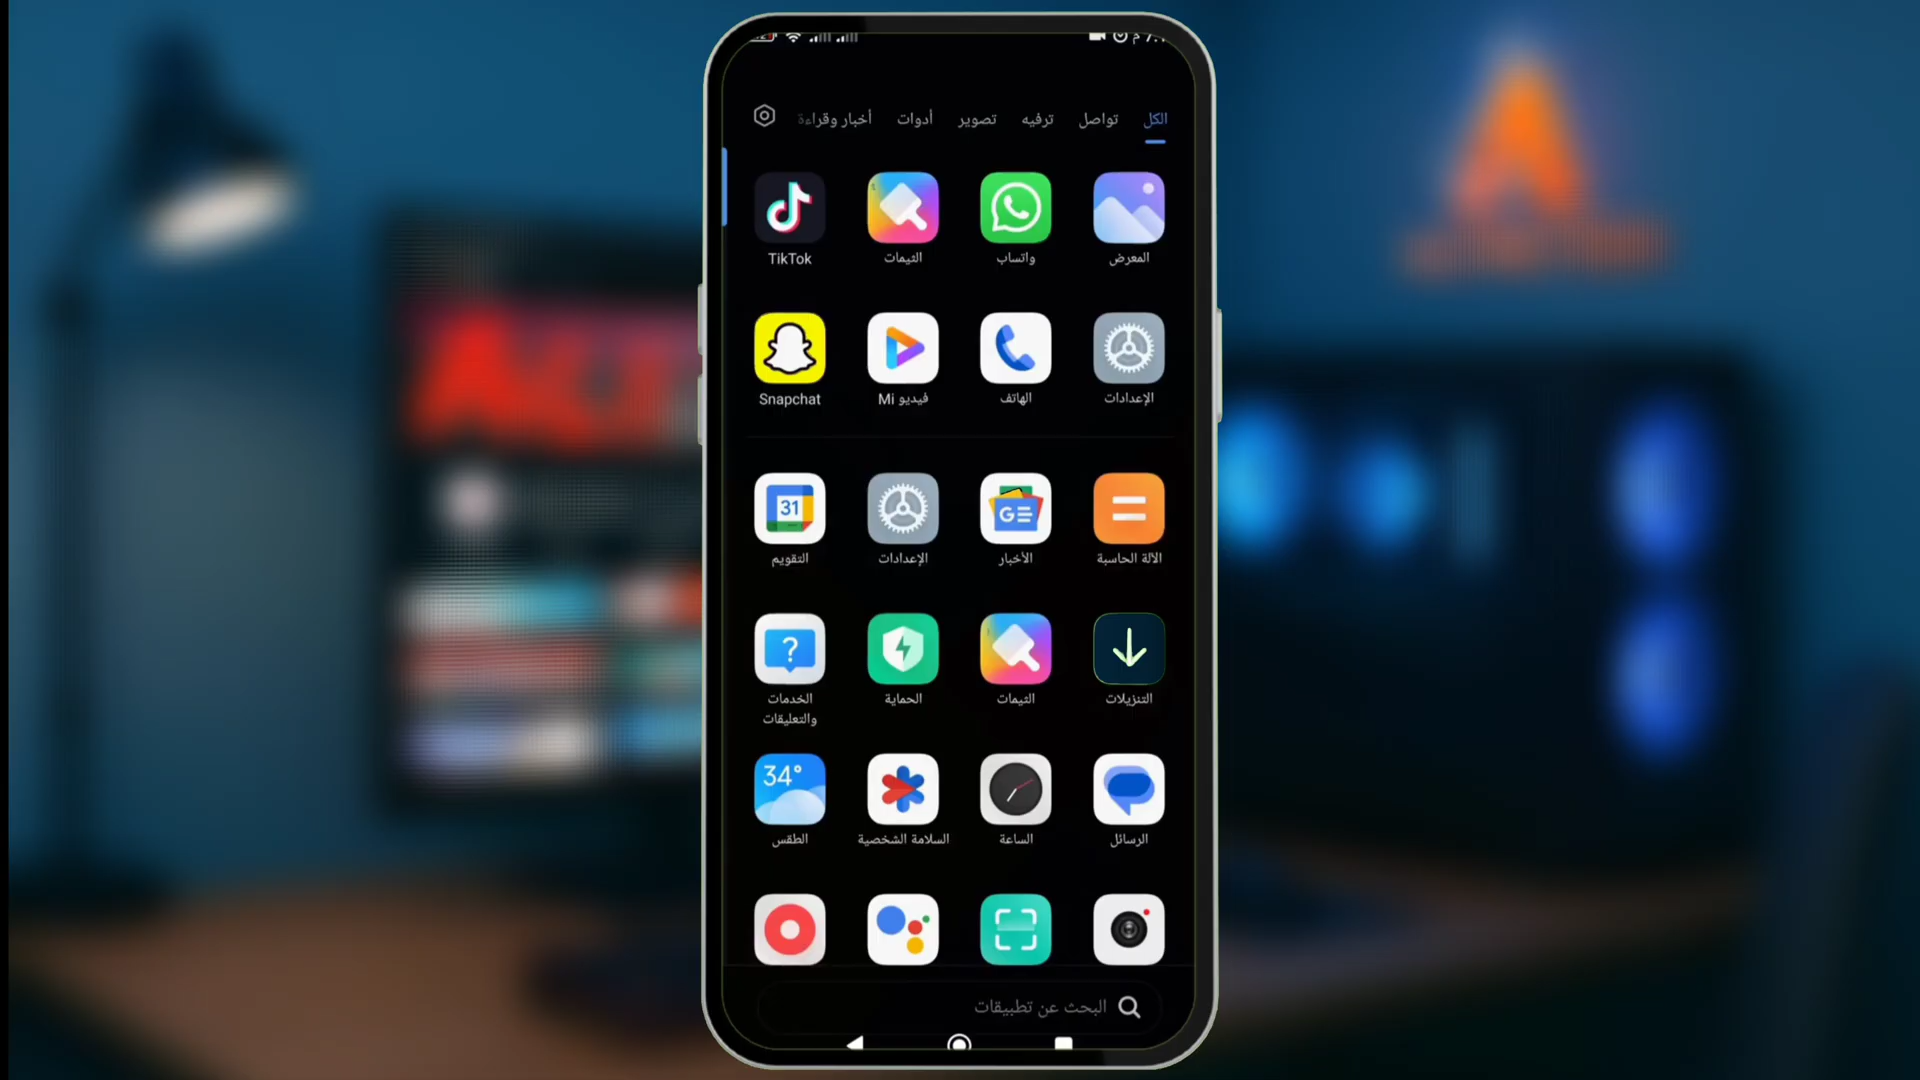 الكل تواصل ترفيه تصوير أدوات أخبار وقراءة
المعرض واتساب الثيمات TikTok
الإعدادات الهاتف فيديو Mi Snapchat
31
الآلة الحاسبة الأخبار الإعدادات التقويم
التنزيلات الثيمات الحماية الخدمات والتعليقات
34°
الرسائل الساعة السلامة الشخصية الطقس
البحث عن تطبيقات